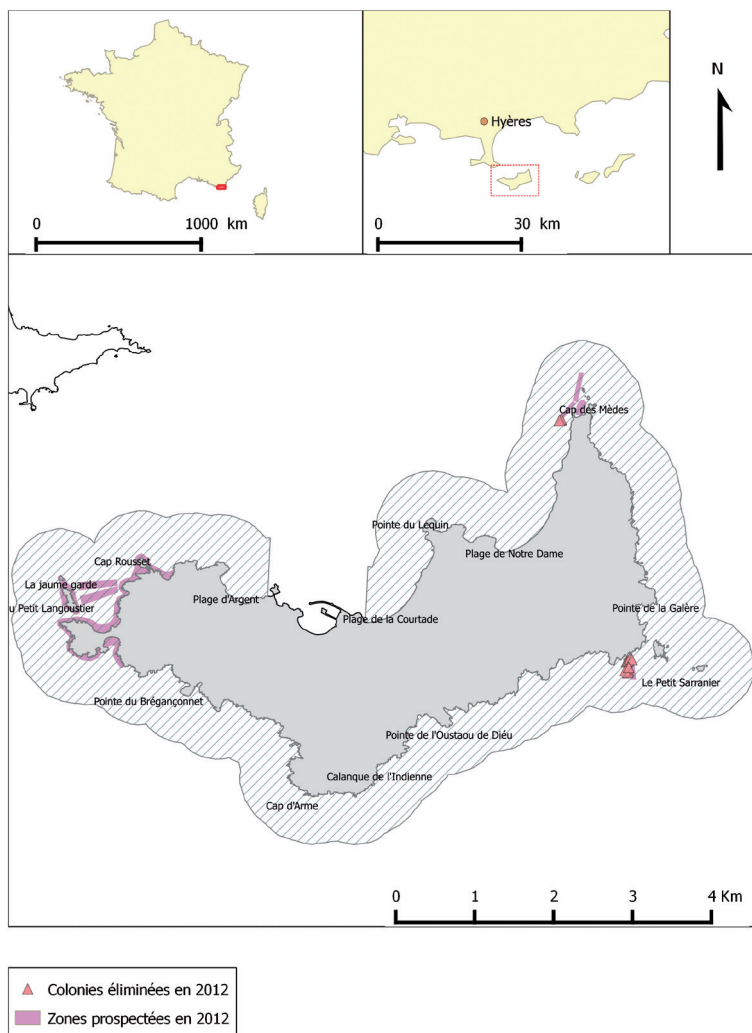 N
Hyères
0 1000 km
0 30 km
Cap des Mèdes
Pointe du Lequin
Plage de Notre Dame
Cap Rousset
La jaume garde
u Petit Langoustier
Plage d'Argent
Plage de la Courtade
Pointe de la Galère
Le Petit Sarranier
Pointe du Brégançonnet
Pointe de l'Oustaou de Diéu
Calanque de l'Indienne
Cap d'Arme
0 1 2 3 4 Km
Colonies éliminées en 2012
Zones prospectées en 2012